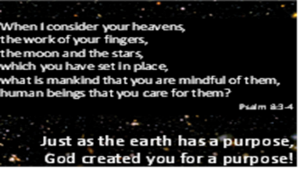 When I consider your heavens,
the work of your fingers,
the moon and the stars,
which you have set in place,
what is mankind that you are mindful of them,
human beings that you care for them?
Psalm 8:3-4
Just as the earth has a purpose,
God created you for a purpose!